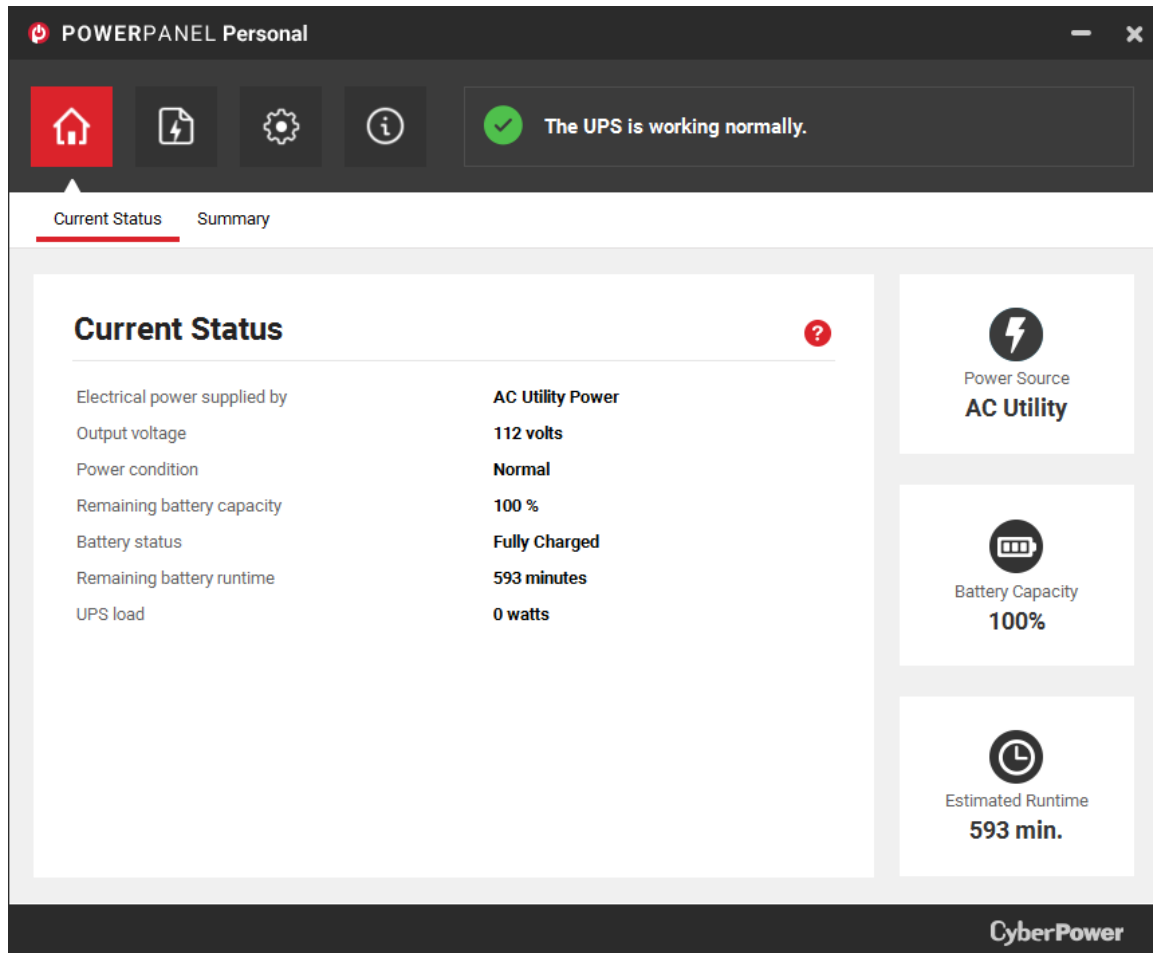 POWERPANEL Personal
The UPS is working normally.
Current Status Summary
Current Status ?
Electrical power supplied by AC Utility Power
Output voltage 112 volts
Power condition Normal
Remaining battery capacity 100 %
Battery status Fully Charged
Remaining battery runtime 593 minutes
UPS load 0 watts
Power Source
AC Utility
Battery Capacity
100%
Estimated Runtime
593 min.
CyberPower